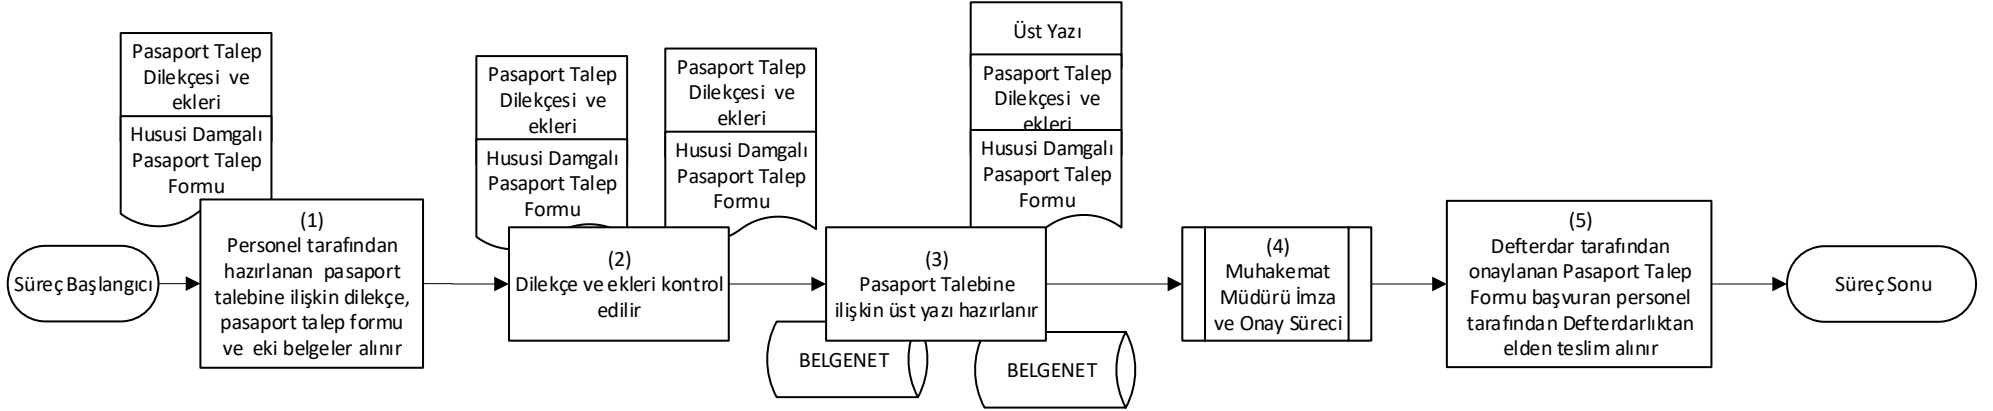 Süreç Başlangıcı
Pasaport Talep
Dilekçesi ve
ekleri
Hususi Damgalı
Pasaport Talep
Formu
(1)
Personel tarafından
hazırlanan pasaport
talebine ilişkin dilekçe,
pasaport talep formu
ve eki belgeler alınır
Pasaport Talep
Dilekçesi ve
ekleri
Hususi Damgalı
Pasaport Talep
Formu
(2)
Dilekçe ve ekleri kontrol
edilir
Pasaport Talep
Dilekçesi ve
ekleri
Hususi Damgalı
Pasaport Talep
Formu
(3)
Pasaport Talebine
ilişkin üst yazı hazırlanır
BELGENET
Üst Yazı
Pasaport Talep
Dilekçesi ve
ekleri
Hususi Damgalı
Pasaport Talep
Formu
BELGENET
(4)
Muhakemat
Müdürü İmza
ve Onay Süreci
(5)
Defterdar tarafından
onaylanan Pasaport Talep
Formu başvuran personel
tarafından Defterdarlıktan
elden teslim alınır
Süreç Sonu